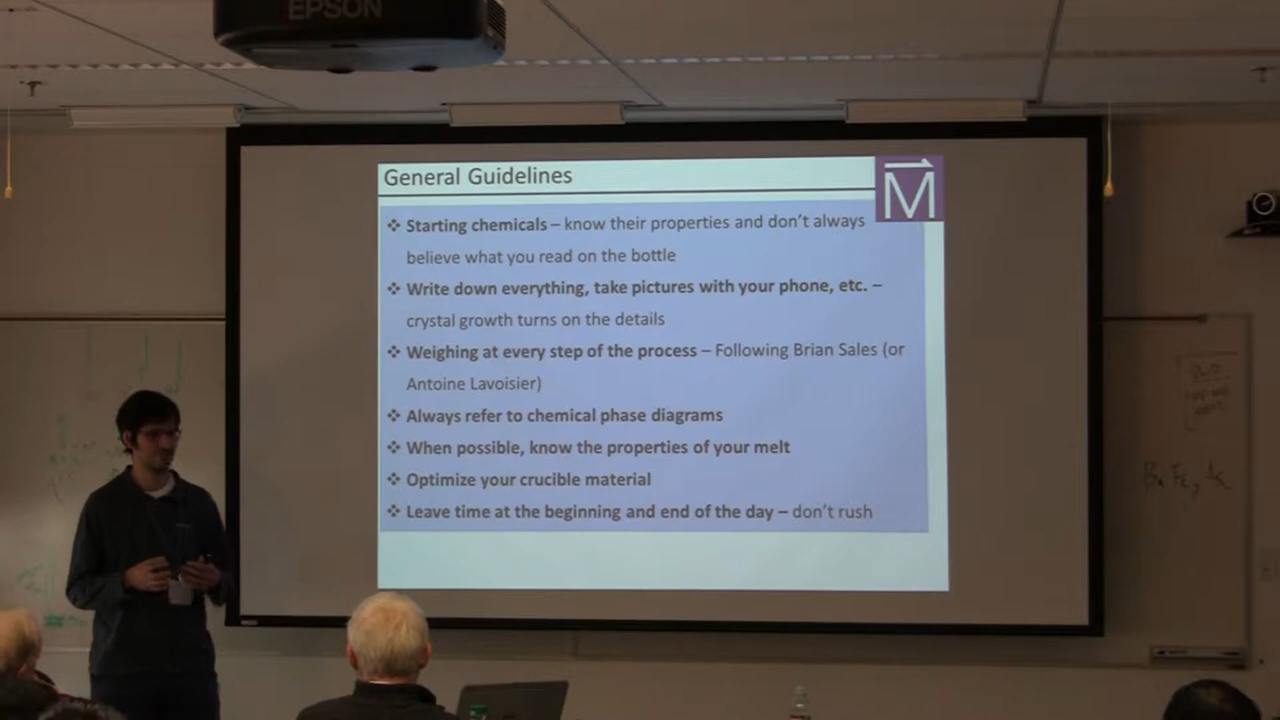 EPSON
General Guidelines
M
❖ Starting chemicals – know their properties and don't always
believe what you read on the bottle
❖ Write down everything, take pictures with your phone, etc. –
crystal growth turns on the details
❖ Weighing at every step of the process – Following Brian Sales (or
Antoine Lavoisier)
❖ Always refer to chemical phase diagrams
❖ When possible, know the properties of your melt
❖ Optimize your crucible material
❖ Leave time at the beginning and end of the day – don't rush